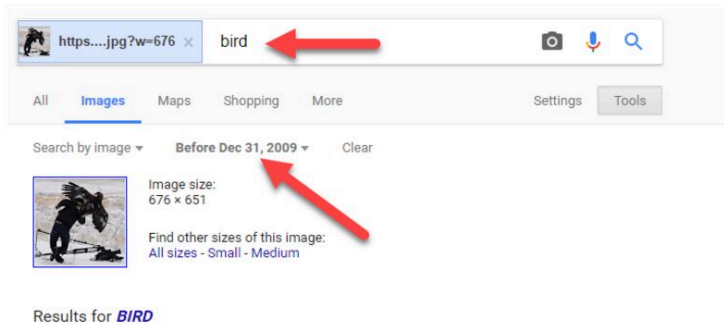 https....jpg?w=676 × bird
All Images Maps Shopping More Settings Tools
Search by image Before Dec 31, 2009 Clear
Image size:
676 × 651
Find other sizes of this image:
All sizes - Small - Medium
Results for BIRD